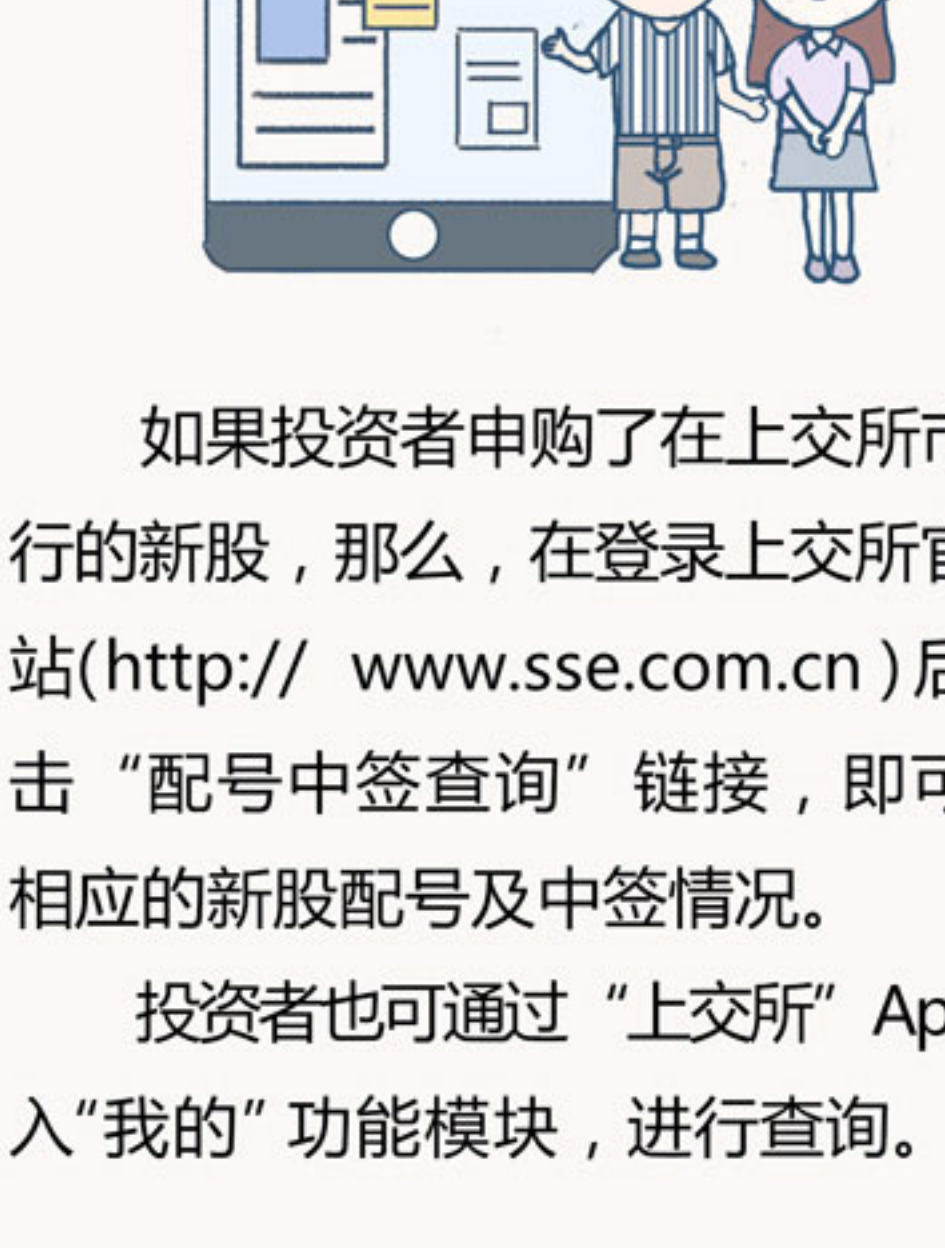 如果投资者申购了在上交所
行的新股，那么，在登录上交所
站(http:// www.sse.com.cn)后
击“配号中签查询”链接，即可
相应的新股配号及中签情况。
投资者也可通过“上交所”Ap
入“我的”功能模块，进行查询。